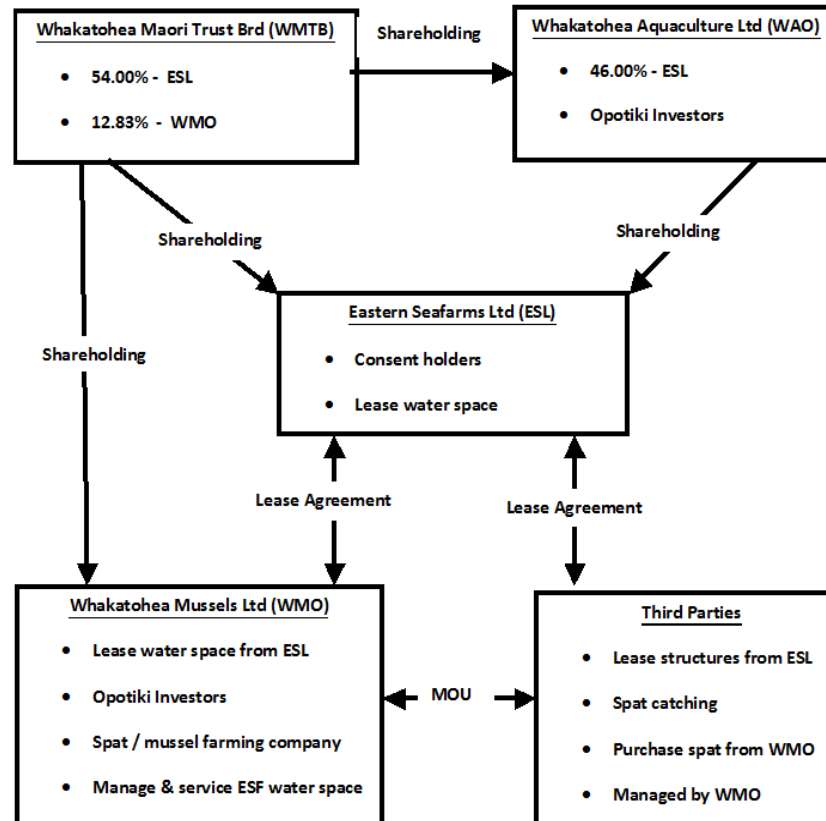 Whakatohea Maori Trust Brd (WMTB)
• 54.00% - ESL
• 12.83% - WMO
Shareholding
Whakatohea Aquaculture Ltd (WAO)
• 46.00% - ESL
• Opotiki Investors
Shareholding
Shareholding
Shareholding
Eastern Seafarms Ltd (ESL)
• Consent holders
• Lease water space
Lease Agreement
Lease Agreement
Whakatohea Mussels Ltd (WMO)
• Lease water space from ESL
• Opotiki Investors
• Spat / mussel farming company
• Manage & service ESF water space
MOU
Third Parties
• Lease structures from ESL
• Spat catching
• Purchase spat from WMO
• Managed by WMO